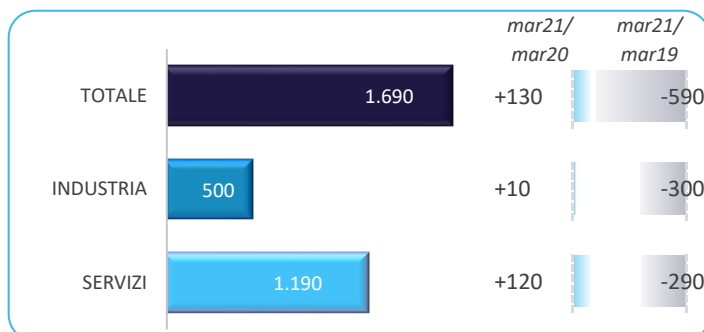 mar21/ mar21/
mar20 mar19
TOTALE 1.690 +130 -590
INDUSTRIA 500 +10 -300
SERVIZI 1.190 +120 -290